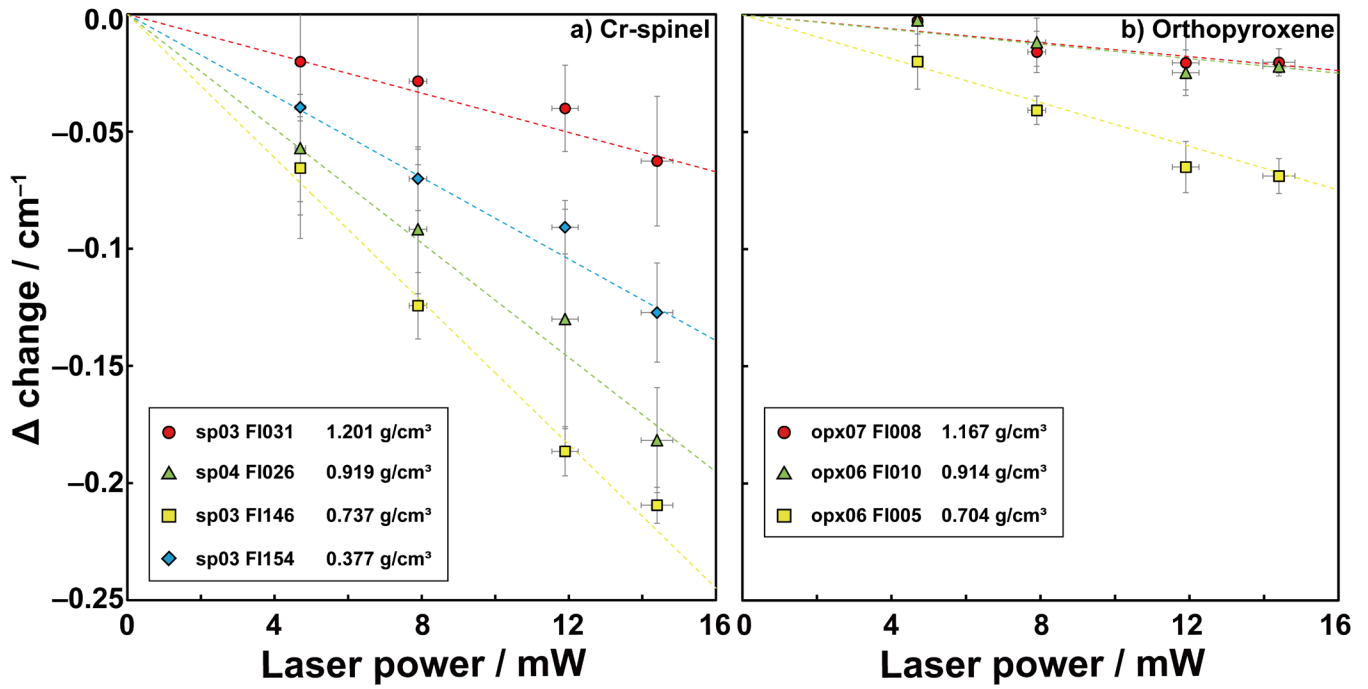 a) Cr-spinel
b) Orthopyroxene
Δ change / cm⁻¹
0.0
−0.05
−0.1
−0.15
−0.2
−0.25
sp03 FI031 1.201 g/cm³
sp04 FI026 0.919 g/cm³
sp03 FI146 0.737 g/cm³
sp03 FI154 0.377 g/cm³
opx07 FI008 1.167 g/cm³
opx06 FI010 0.914 g/cm³
opx06 FI005 0.704 g/cm³
0 4 8 12 16
0 4 8 12 16
Laser power / mW
Laser power / mW